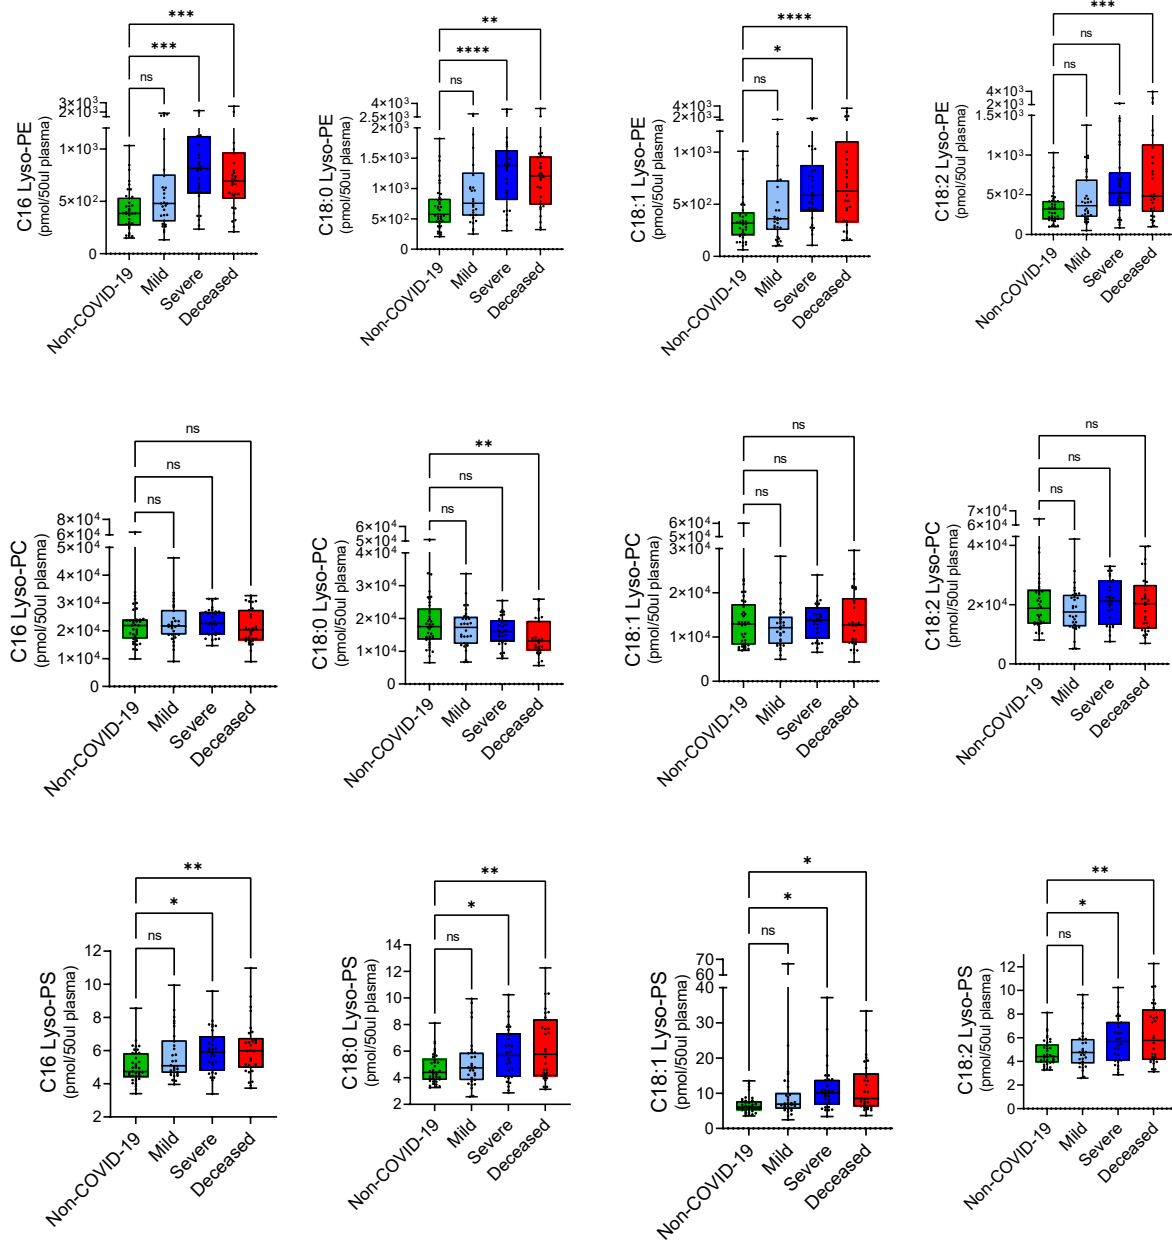 ***
***
ns
C16 Lyso-PE
(pmol/50ul plasma)
3×10³
2×10³
1×10³
5×10²
0
Non-COVID-19
Mild
Severe
Deceased
**
****
ns
C18:0 Lyso-PE
(pmol/50ul plasma)
4×10³
3×10³
2×10³
1×10³
1×10³
5×10²
0
Non-COVID-19
Mild
Severe
Deceased
****
*
ns
C18:1 Lyso-PE
(pmol/50ul plasma)
4×10³
2×10³
1×10³
5×10²
0
Non-COVID-19
Mild
Severe
Deceased
***
ns
ns
C18:2 Lyso-PE
(pmol/50ul plasma)
4×10³
2×10³
1×10³
5×10²
0
Non-COVID-19
Mild
Severe
Deceased
ns
ns
ns
C16 Lyso-PC
(pmol/50ul plasma)
8×10⁴
6×10⁴
5×10⁴
4×10⁴
3×10⁴
2×10⁴
1×10⁴
0
Non-COVID-19
Mild
Severe
Deceased
**
ns
ns
C18:0 Lyso-PC
(pmol/50ul plasma)
6×10⁴
5×10⁴
4×10⁴
3×10⁴
2×10⁴
1×10⁴
0
Non-COVID-19
Mild
Severe
Deceased
ns
ns
ns
C18:1 Lyso-PC
(pmol/50ul plasma)
6×10⁴
4×10⁴
3×10⁴
2×10⁴
1×10⁴
0
Non-COVID-19
Mild
Severe
Deceased
ns
ns
ns
C18:2 Lyso-PC
(pmol/50ul plasma)
7×10⁴
6×10⁴
4×10⁴
2×10⁴
0
Non-COVID-19
Mild
Severe
Deceased
**
*
ns
C16 Lyso-PS
(pmol/50ul plasma)
12
10
8
6
4
2
Non-COVID-19
Mild
Severe
Deceased
**
*
ns
C18:0 Lyso-PS
(pmol/50ul plasma)
14
12
10
8
6
4
2
Non-COVID-19
Mild
Severe
Deceased
*
*
ns
C18:1 Lyso-PS
(pmol/50ul plasma)
70
60
40
30
20
10
0
Non-COVID-19
Mild
Severe
Deceased
**
*
ns
C18:2 Lyso-PS
(pmol/50ul plasma)
12
10
8
6
4
2
0
Non-COVID-19
Mild
Severe
Deceased